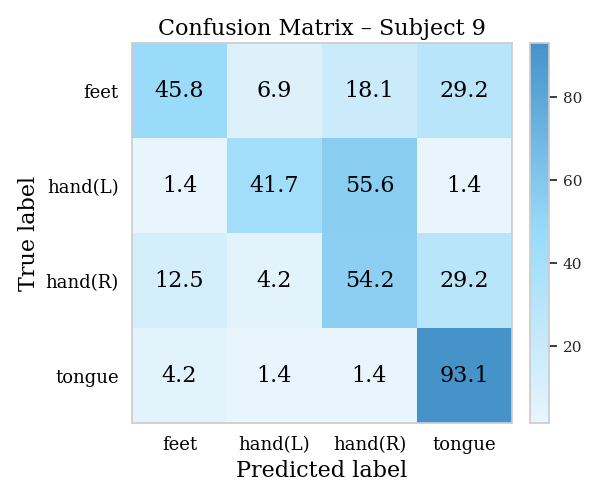 Confusion Matrix – Subject 9
feet 45.8 6.9 18.1 29.2
hand(L) 1.4 41.7 55.6 1.4
hand(R) 12.5 4.2 54.2 29.2
tongue 4.2 1.4 1.4 93.1
feet hand(L) hand(R) tongue
Predicted label
True label
80
60
40
20